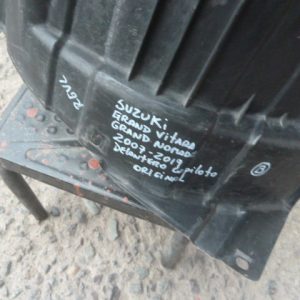 SUZUKI
GRAND VITARA
GRAND NOMADE
2007-2019
DELANTERO piloto
ORIGINAL